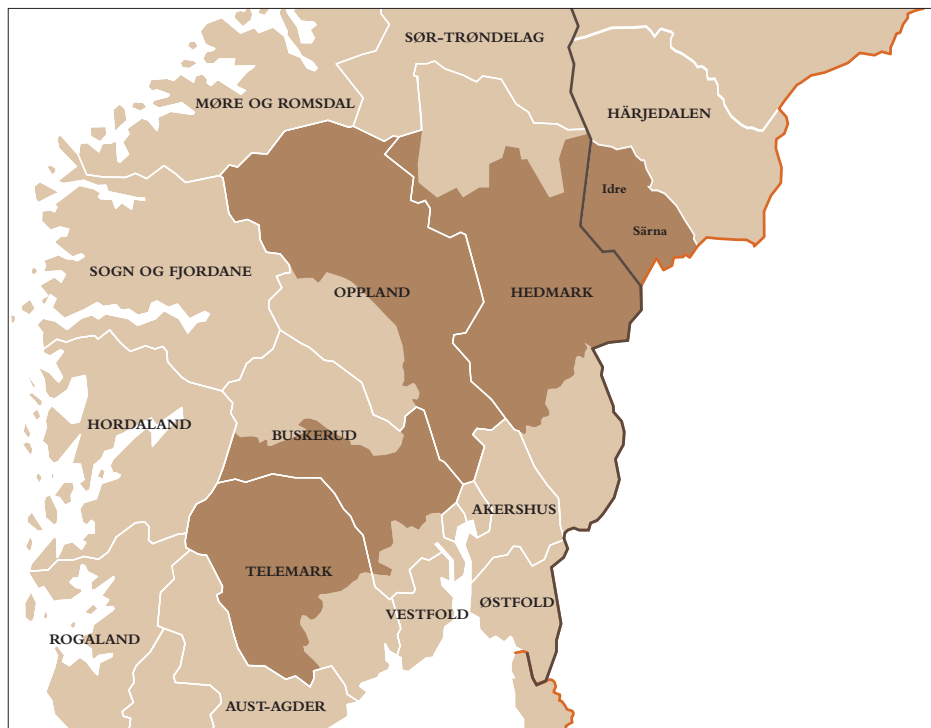 SØR-TRØNDELAG
MØRE OG ROMSDAL
HÄRJEDALEN
Idre
Särna
SOGN OG FJORDANE
OPPLAND
HEDMARK
HORDALAND
BUSKERUD
AKERSHUS
TELEMARK
VESTFOLD
ØSTFOLD
ROGALAND
AUST-AGDER